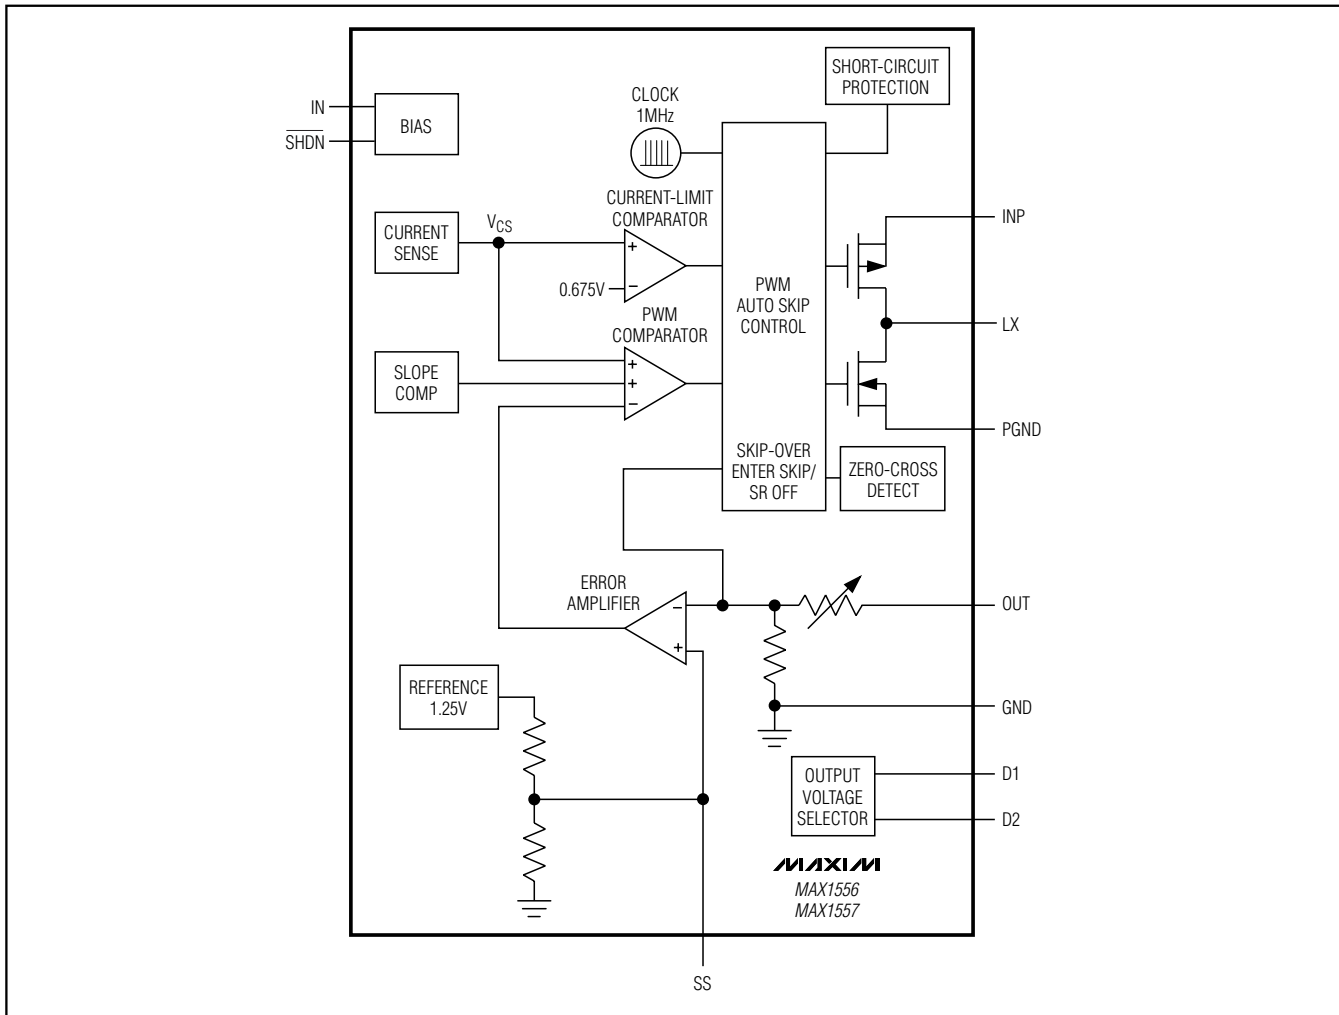 SHORT-CIRCUIT
PROTECTION
CLOCK
1MHz
IN
SHDN
BIAS
CURRENT-LIMIT
COMPARATOR
CURRENT
SENSE
VCS
+
−
0.675V
INP
PWM
AUTO SKIP
CONTROL
PWM
COMPARATOR
LX
SLOPE
COMP
+
+
−
PGND
SKIP-OVER
ENTER SKIP/
SR OFF
ZERO-CROSS
DETECT
ERROR
AMPLIFIER
−
+
OUT
REFERENCE
1.25V
GND
OUTPUT
VOLTAGE
SELECTOR
D1
D2
MAXIM
MAX1556
MAX1557
SS